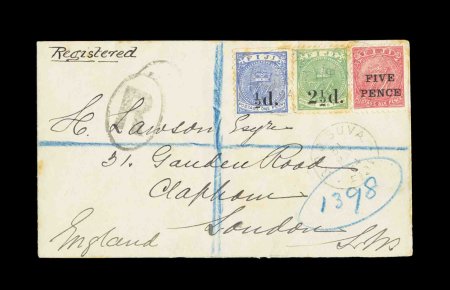 Registered
FIJI FIJI FIJI
½d. 2½d. FIVE PENCE
R
H. Lawson Esqre
SUVA
31. Gauden Road
Clapham
1398
London
England S.W.